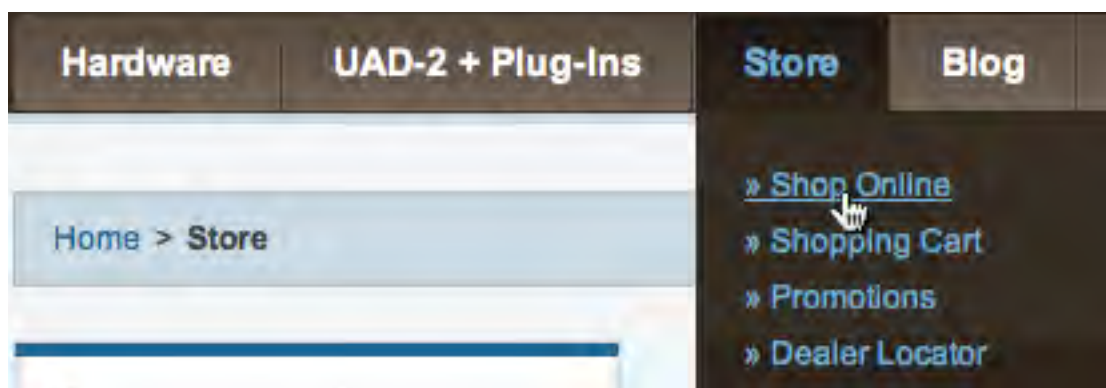 Hardware UAD-2 + Plug-Ins Store Blog
» Shop Online
Home > Store
» Shopping Cart
» Promotions
» Dealer Locator